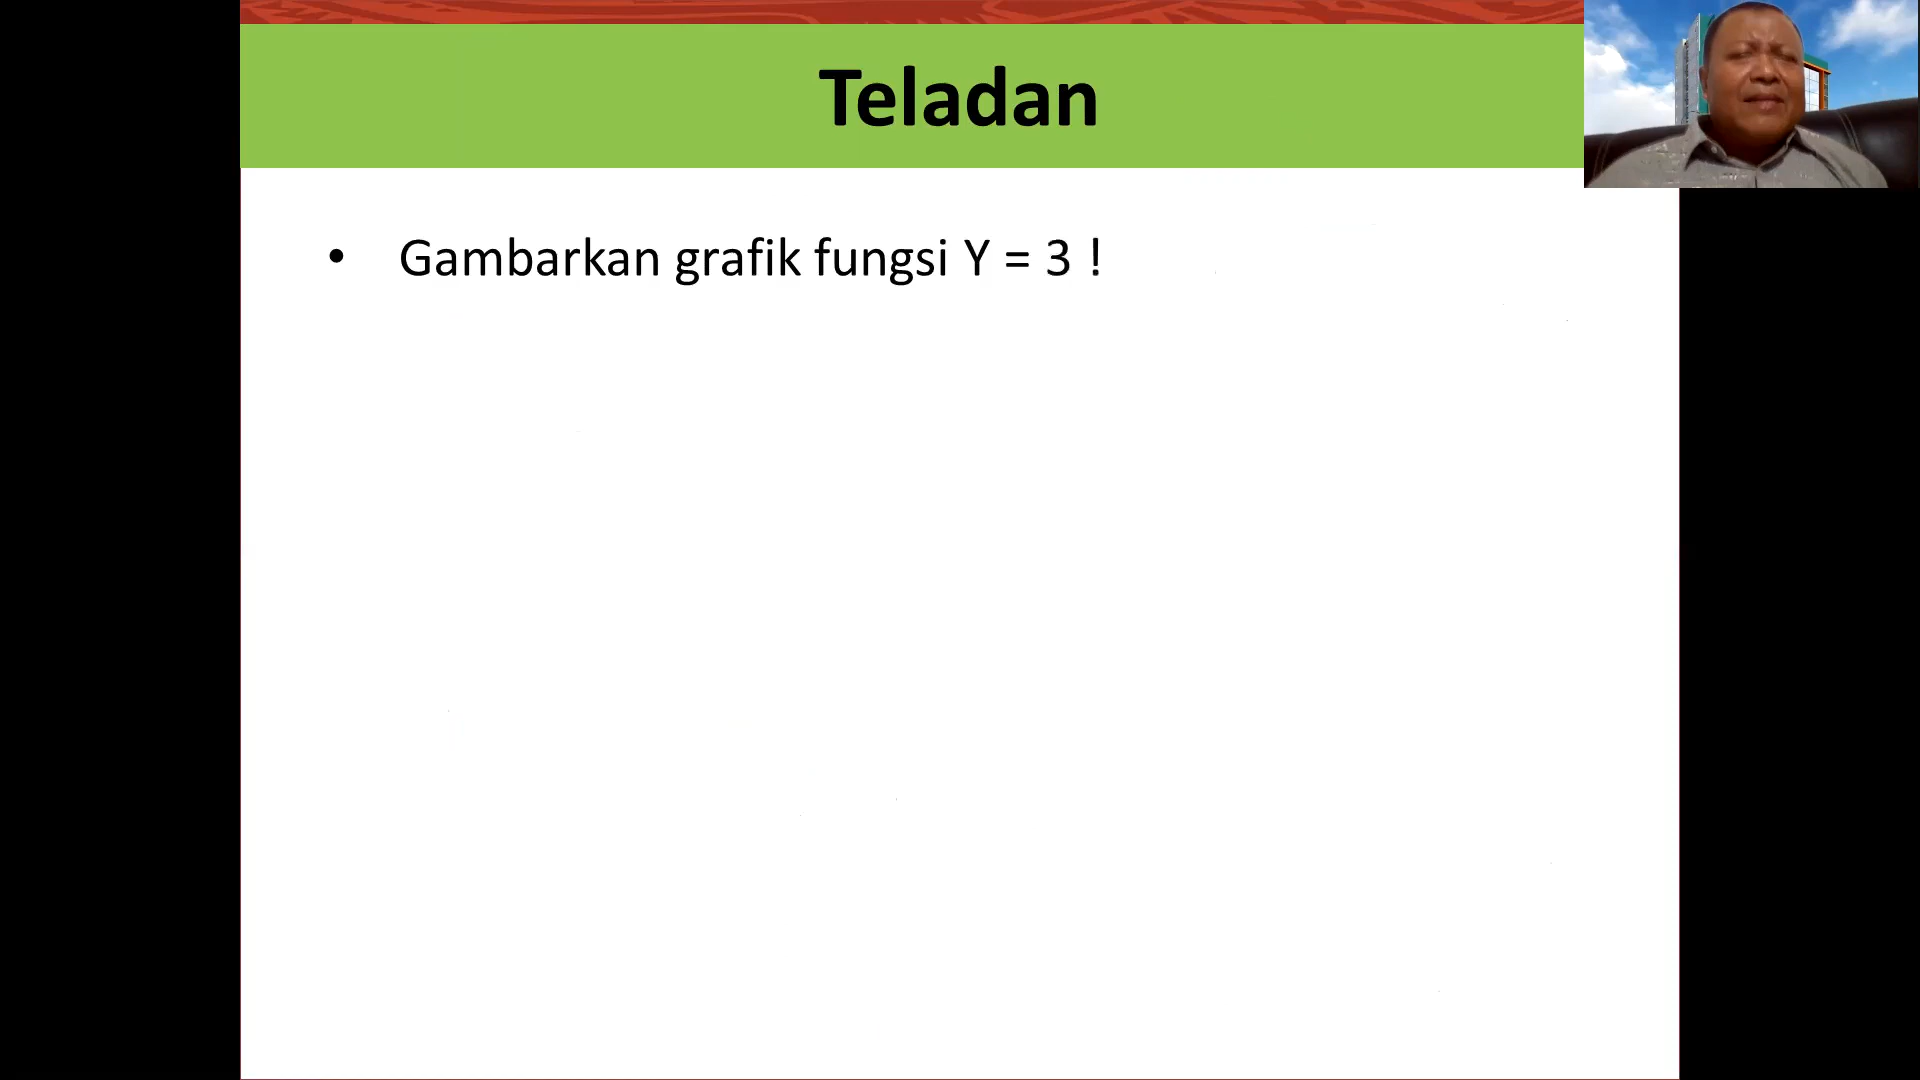 Teladan
• Gambarkan grafik fungsi Y = 3 !